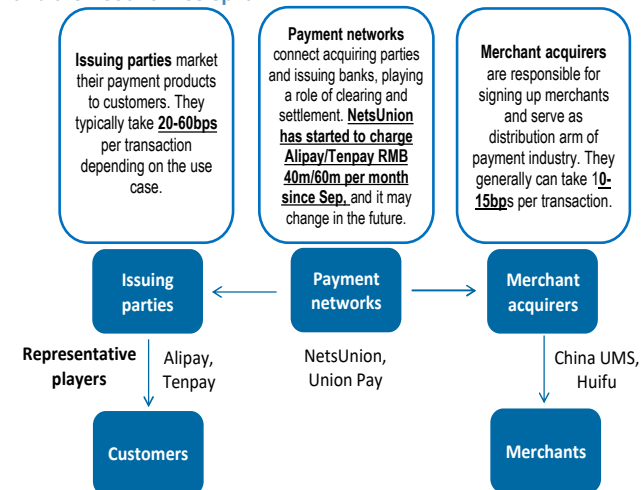 Issuing parties market
their payment products
to customers. They
typically take 20-60bps
per transaction
depending on the use
case.
Payment networks
connect acquiring parties
and issuing banks, playing
a role of clearing and
settlement. NetsUnion
has started to charge
Alipay/Tenpay RMB
40m/60m per month
since Sep, and it may
change in the future.
Merchant acquirers
are responsible for
signing up merchants
and serve as
distribution arm of
payment industry. They
generally can take 10-
15bps per transaction.
Issuing
parties
Payment
networks
Merchant
acquirers
Representative
players
Alipay,
Tenpay
NetsUnion,
Union Pay
China UMS,
Huifu
Customers
Merchants